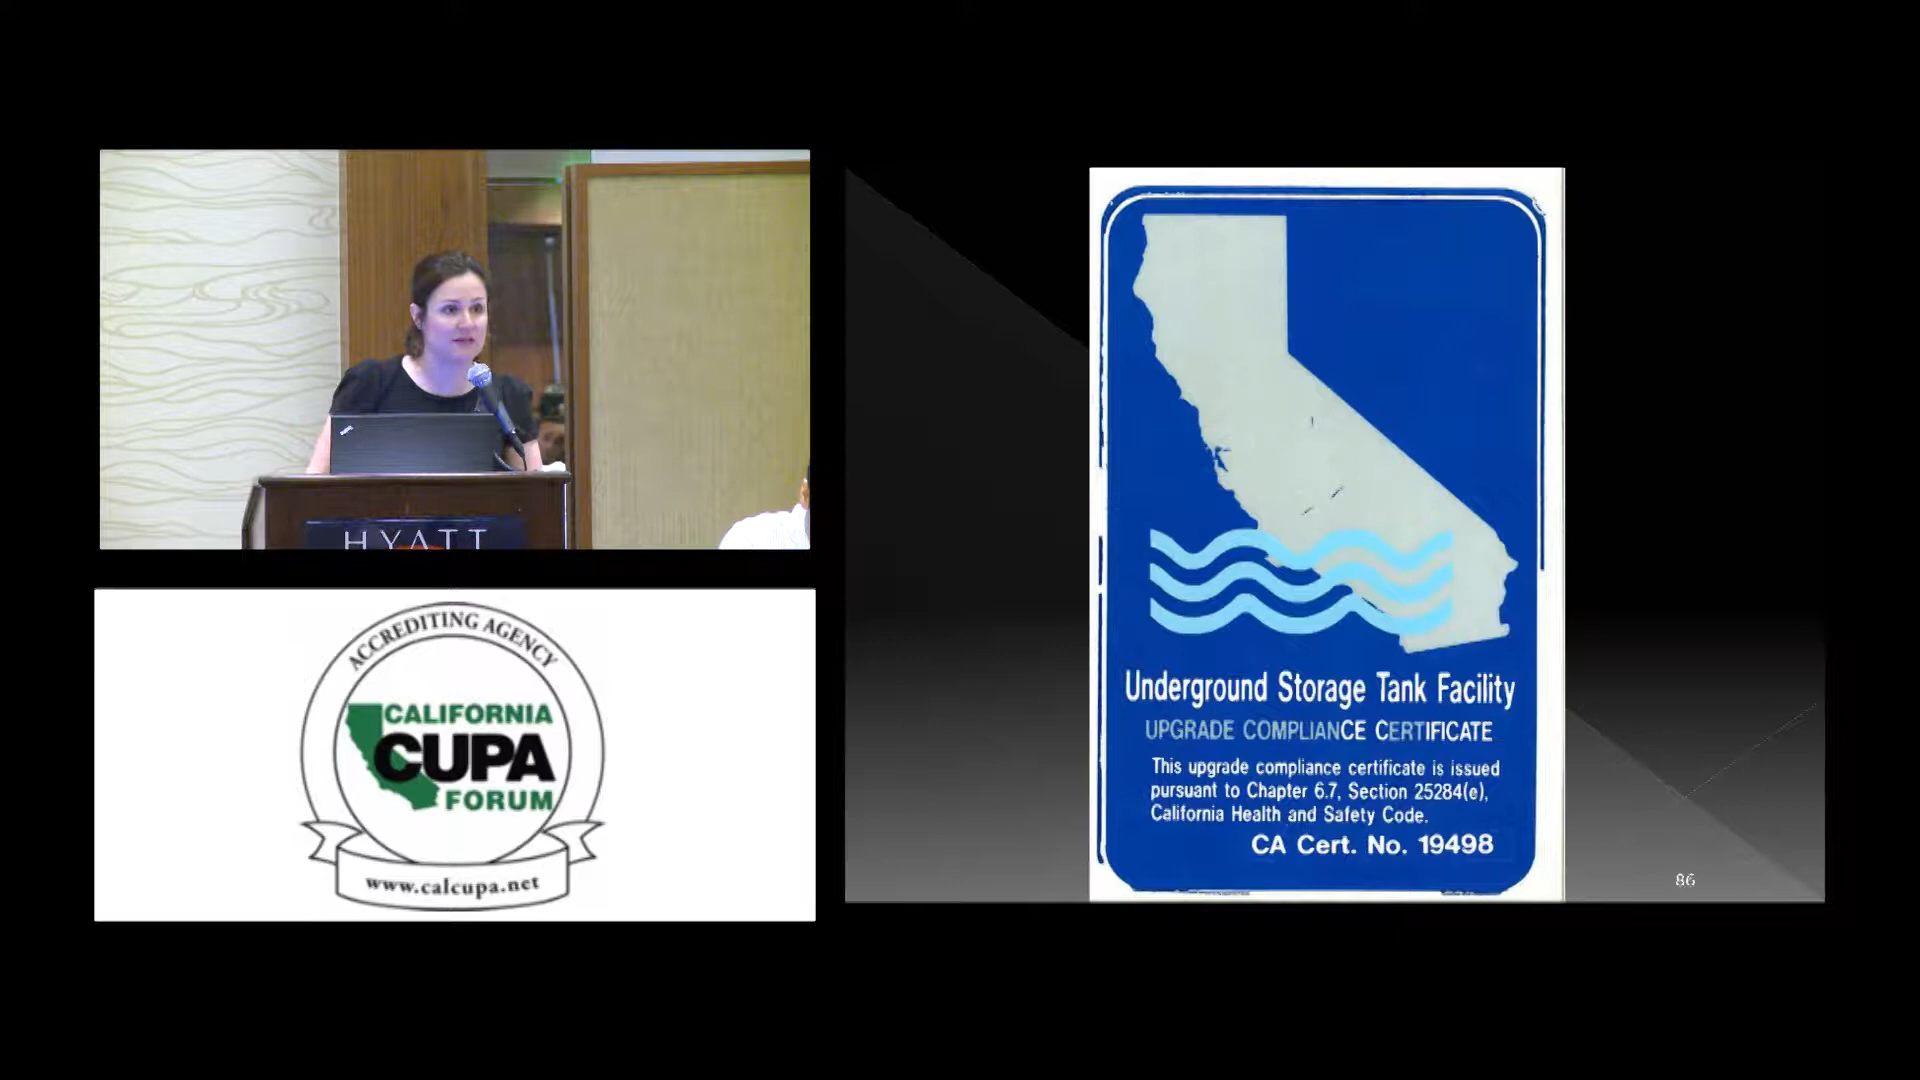 HYATT
ACCREDITING AGENCY
CALIFORNIA
CUPA
FORUM
www.calcupa.net
Underground Storage Tank Facility
UPGRADE COMPLIANCE CERTIFICATE
This upgrade compliance certificate is issued
pursuant to Chapter 6.7, Section 25284(e),
California Health and Safety Code.
CA Cert. No. 19498
86